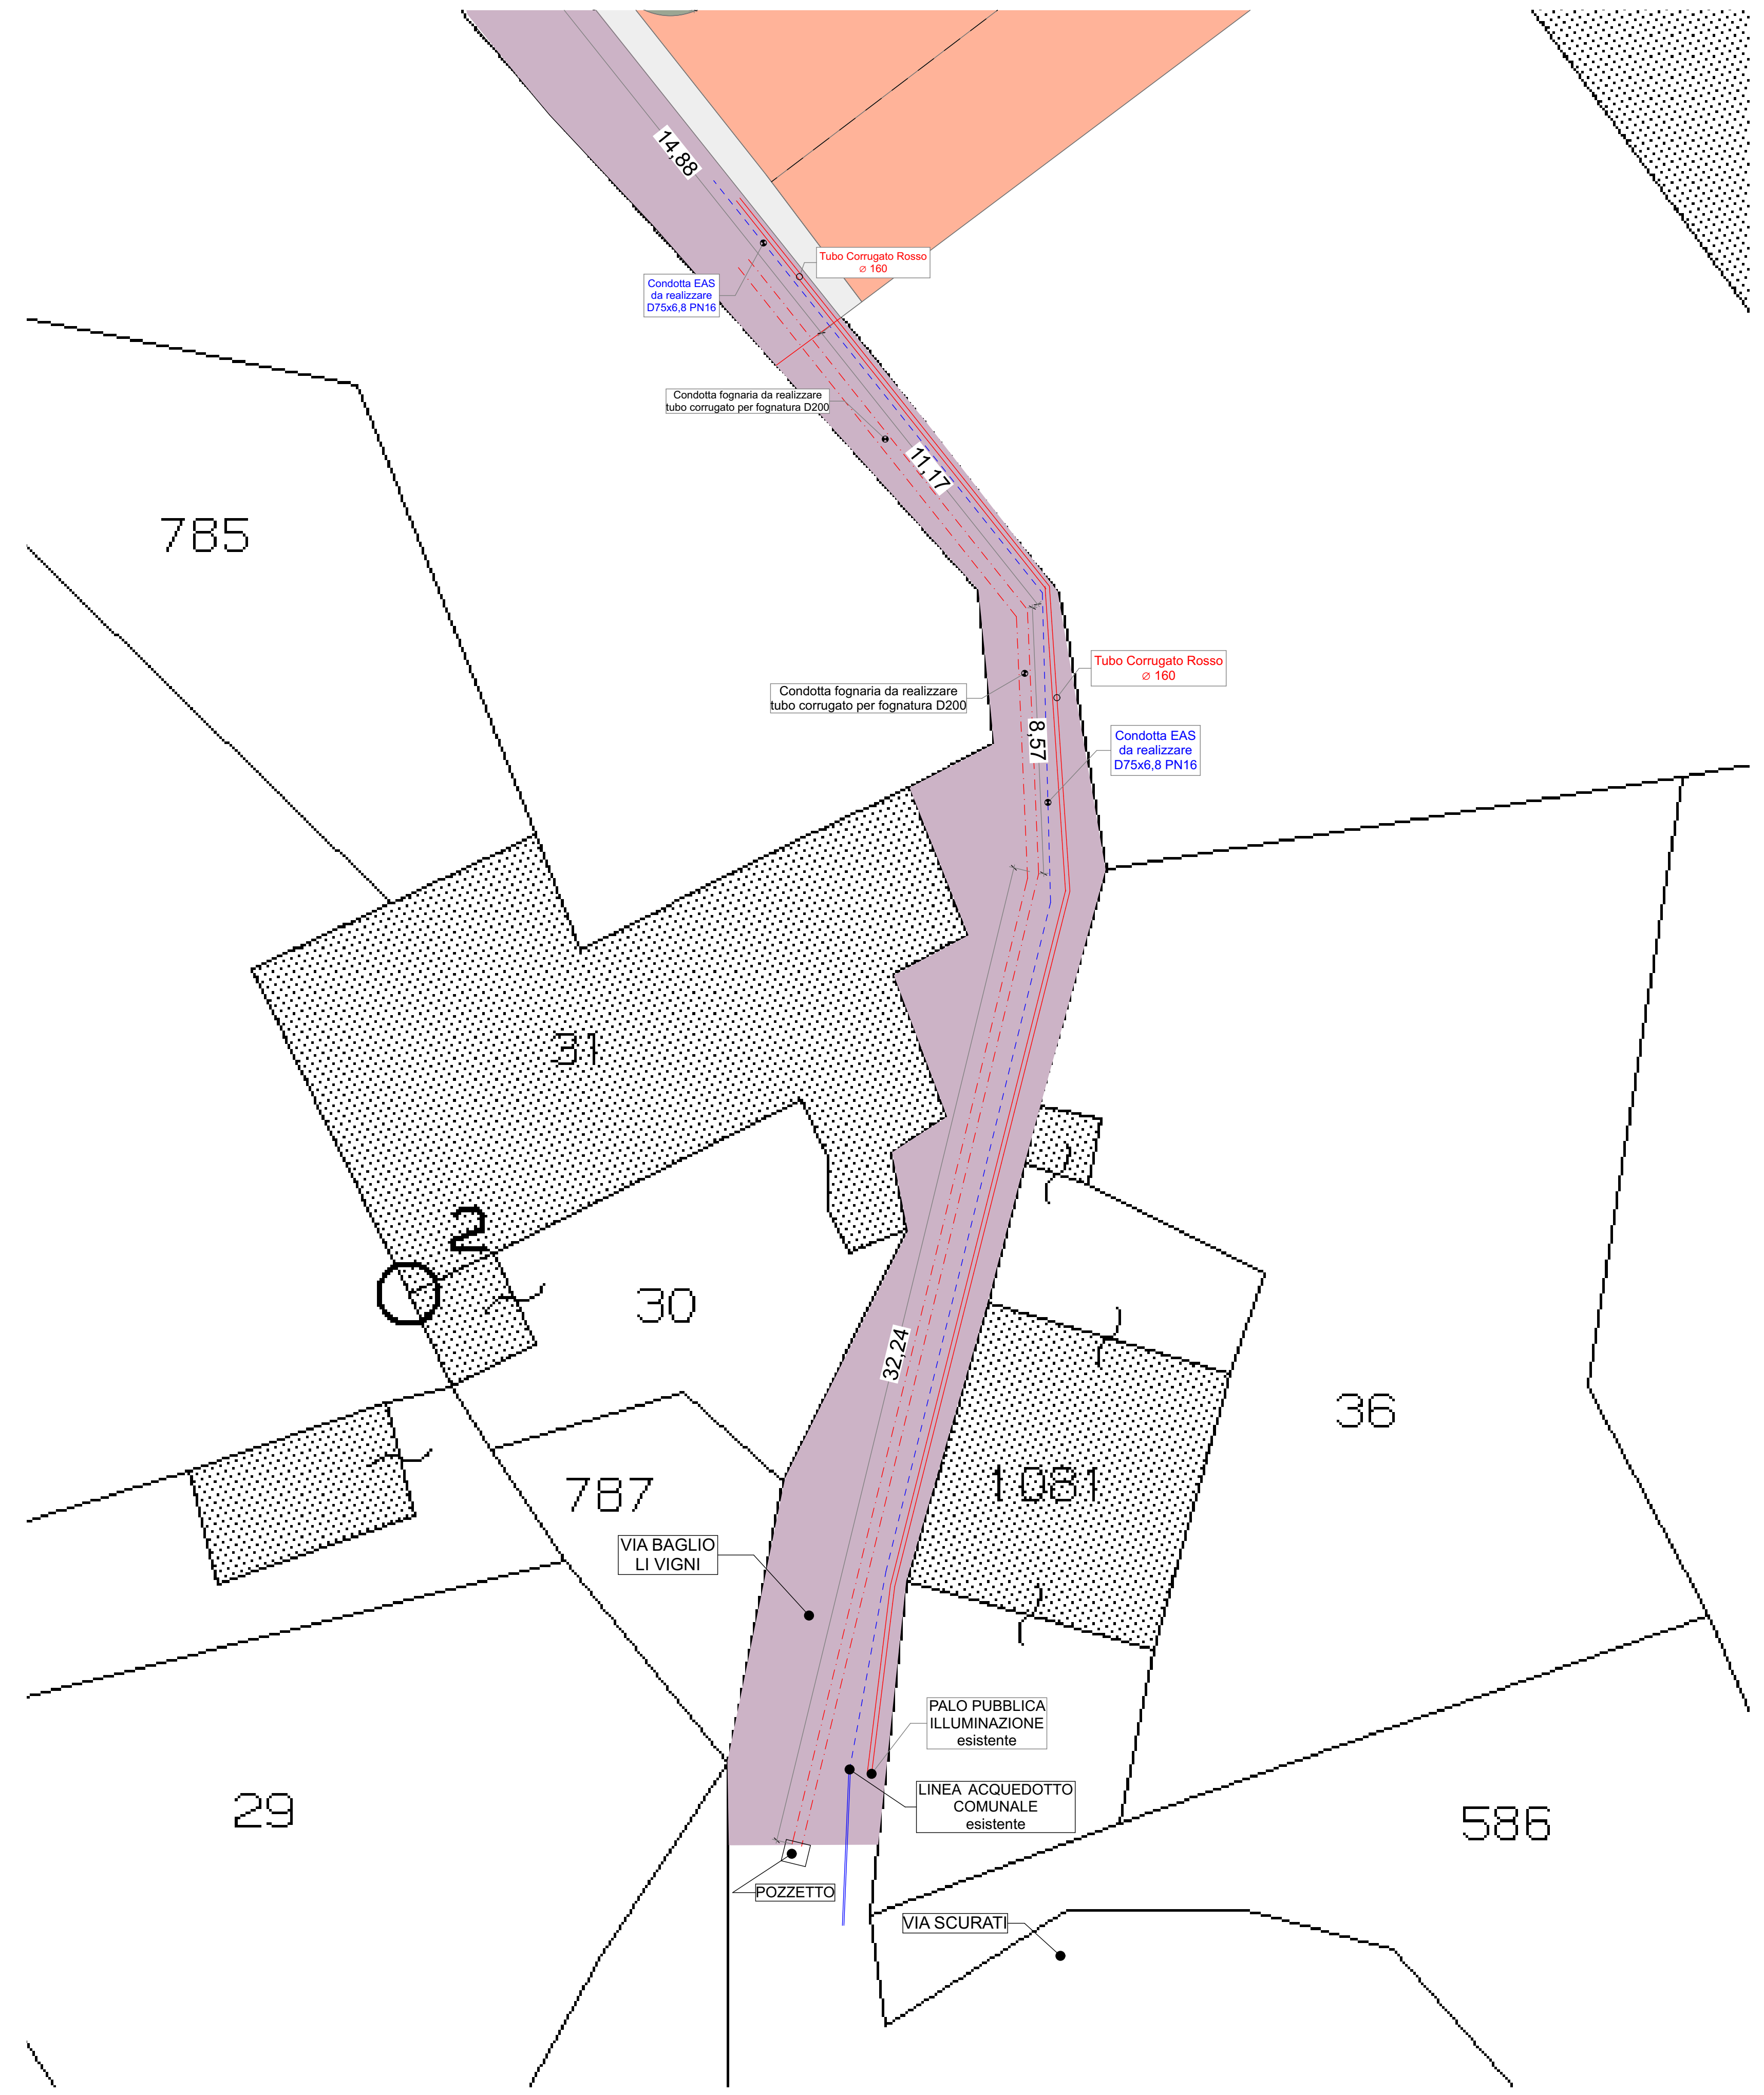 14,88
Tubo Corrugato Rosso
⌀ 160
Condotta EAS
da realizzare
D75x6,8 PN16
Condotta fognaria da realizzare
tubo corrugato per fognatura D200
11,17
785
Tubo Corrugato Rosso
⌀ 160
Condotta fognaria da realizzare
tubo corrugato per fognatura D200
8,57
Condotta EAS
da realizzare
D75x6,8 PN16
31
2
30
32,24
36
787
1081
VIA BAGLIO
LI VIGNI
PALO PUBBLICA
ILLUMINAZIONE
esistente
LINEA ACQUEDOTTO
COMUNALE
esistente
29
586
POZZETTO
VIA SCURATI